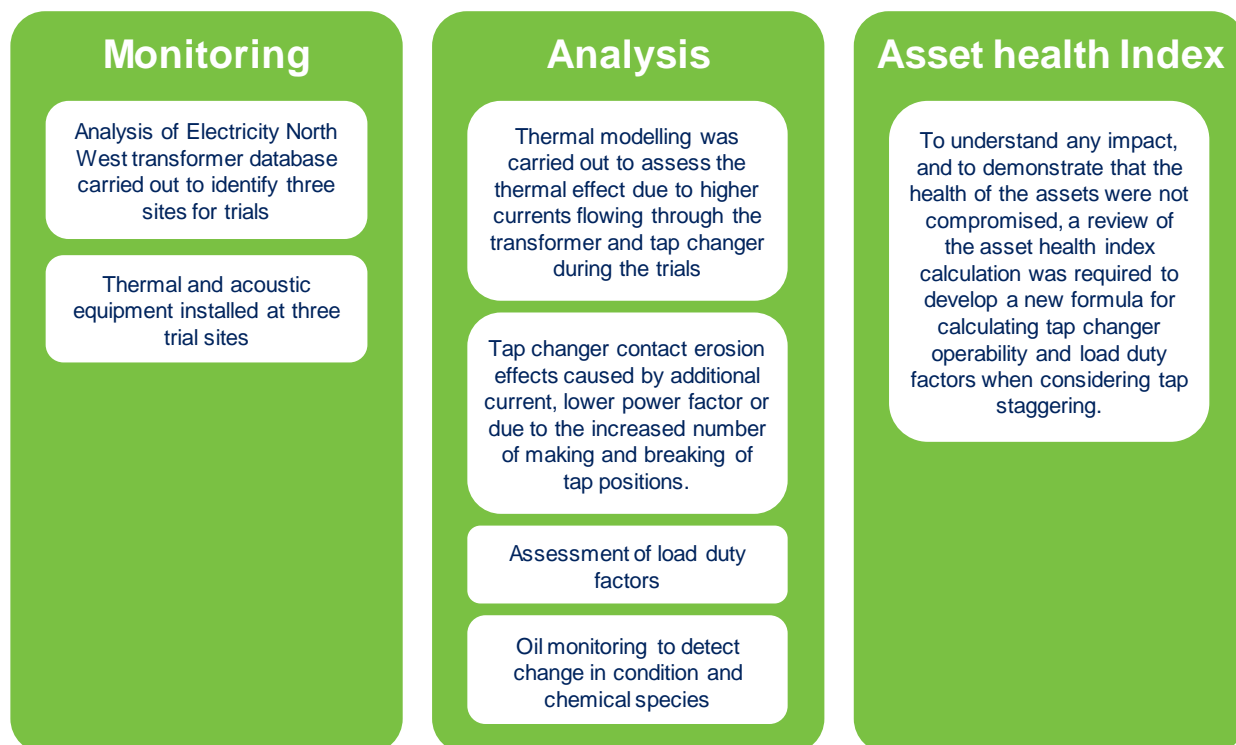 Monitoring
Analysis of Electricity North
West transformer database
carried out to identify three
sites for trials
Thermal and acoustic
equipment installed at three
trial sites
Analysis
Thermal modelling was
carried out to assess the
thermal effect due to higher
currents flowing through the
transformer and tap changer
during the trials
Tap changer contact erosion
effects caused by additional
current, lower power factor or
due to the increased number
of making and breaking of
tap positions.
Assessment of load duty
factors
Oil monitoring to detect
change in condition and
chemical species
Asset health Index
To understand any impact,
and to demonstrate that the
health of the assets were not
compromised, a review of
the asset health index
calculation was required to
develop a new formula for
calculating tap changer
operability and load duty
factors when considering tap
staggering.